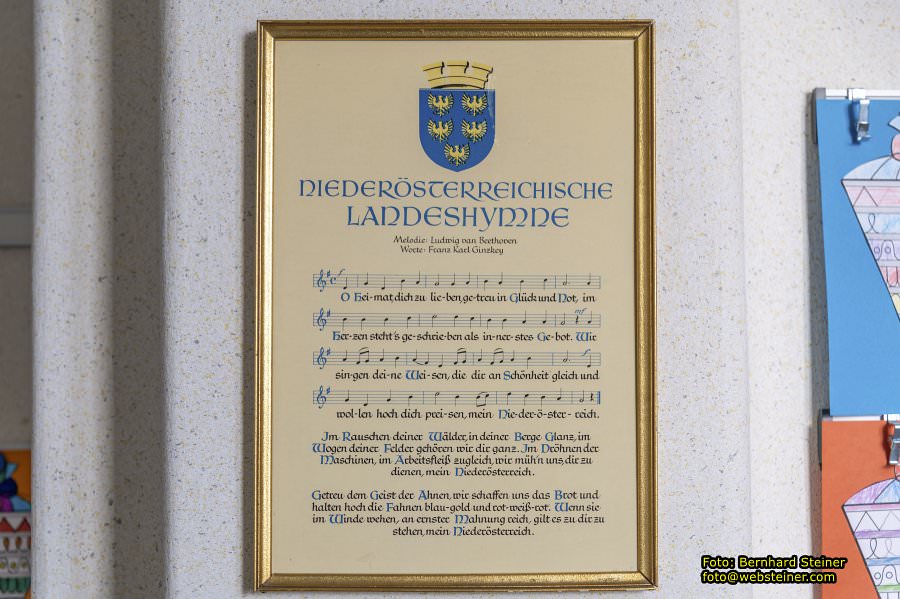 NIEDERÖSTERREICHISCHE
LANDESHYMNE
Melodie: Ludwig van Beethoven
Worte: Franz Karl Ginzkey
O Hei-mat, dich zu lie-ben, ge-treu in Glück und Not, im
Her-zen steht's ge-schrie-ben als in-ner-stes Ge-bot. Wir
sin-gen dei-ne Wei-sen, die dir an Schönheit gleich und
wol-len hoch dich prei-sen, mein Nie-der-ö-ster-reich.
Im Rauschen deiner Wälder, in deiner Berge Glanz, im
Wogen deiner Felder gehören wir dir ganz. Im Dröhnen der
Maschinen, im Arbeitsfleiß zugleich, wir müh'n uns, dir zu
dienen, mein Niederösterreich.
Getreu dem Geist der Ahnen, wir schaffen uns das Brot und
halten hoch die Fahnen blau-gold und rot-weiß-rot. Wenn sie
im Winde wehen, an ernster Mahnung reich, gilt es zu dir zu
stehen, mein Niederösterreich.
Foto: Bernhard Steiner
foto@websteiner.com